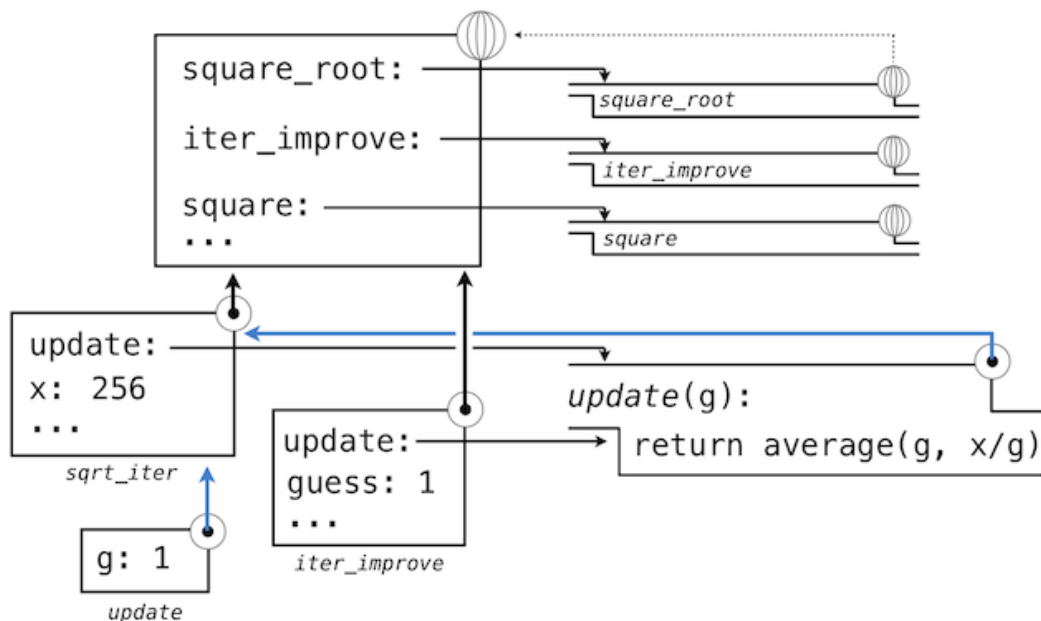 square_root:
square_root
iter_improve:
iter_improve
square:
square
...
update:
x: 256
...
sqrt_iter
update(g):
return average(g, x/g)
update:
guess: 1
...
iter_improve
g: 1
update